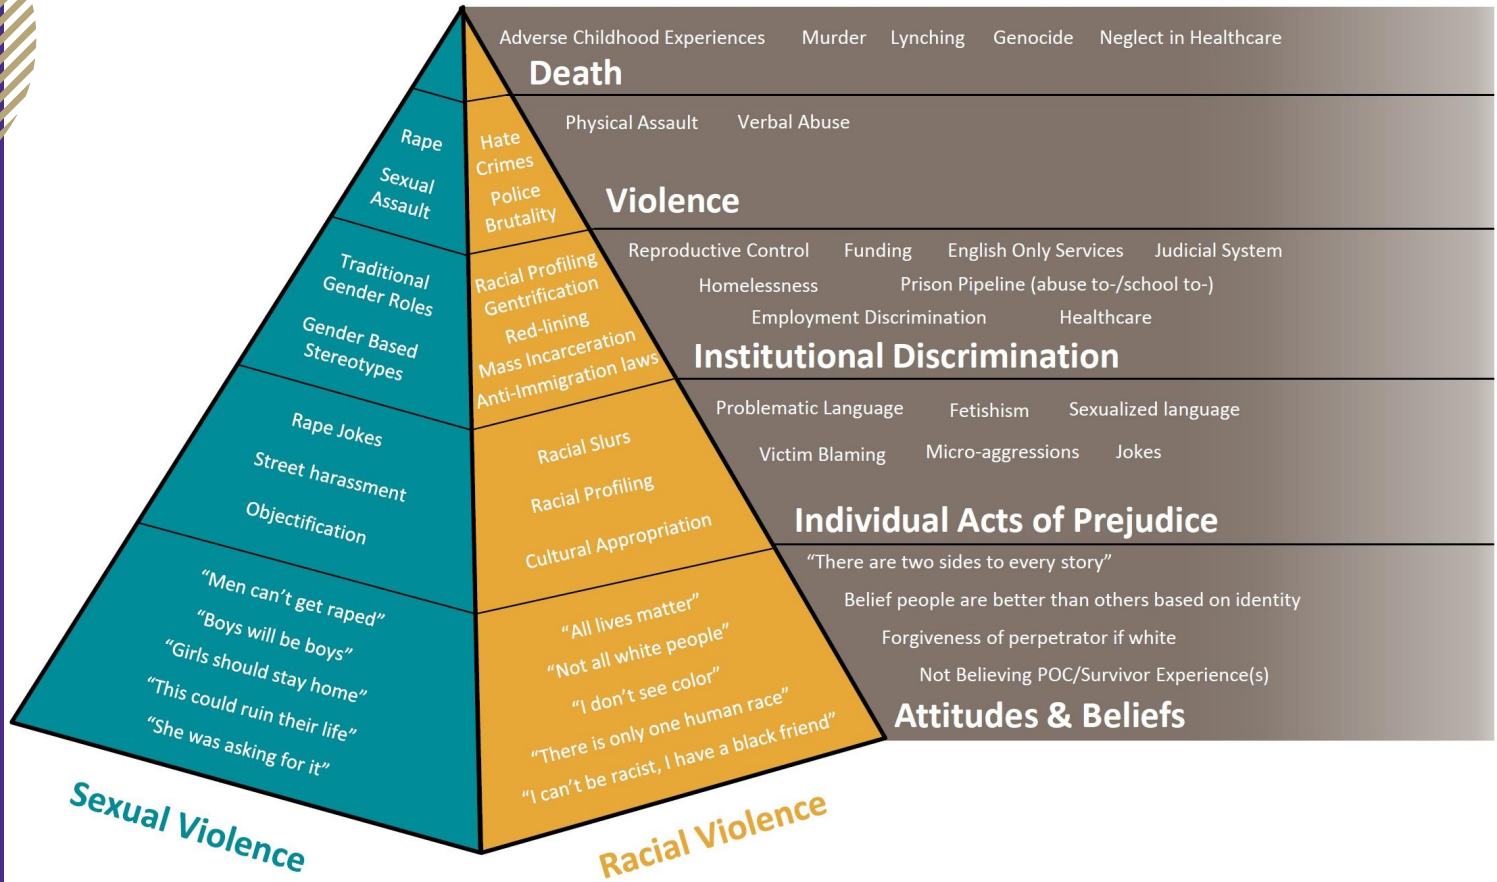 Adverse Childhood Experiences Murder Lynching Genocide Neglect in Healthcare
Death
Physical Assault Verbal Abuse
Violence
Reproductive Control Funding English Only Services Judicial System
Homelessness Prison Pipeline (abuse to-/school to-)
Employment Discrimination Healthcare
Institutional Discrimination
Problematic Language Fetishism Sexualized language
Victim Blaming Micro-aggressions Jokes
Individual Acts of Prejudice
“There are two sides to every story”
Belief people are better than others based on identity
Forgiveness of perpetrator if white
Not Believing POC/Survivor Experience(s)
Attitudes & Beliefs
Rape
Sexual
Assault
Traditional
Gender Roles
Gender Based
Stereotypes
Rape Jokes
Street harassment
Objectification
“Men can’t get raped”
“Boys will be boys”
“Girls should stay home”
“This could ruin their life”
“She was asking for it”
Sexual Violence
Hate
Crimes
Police
Brutality
Racial Profiling
Gentrification
Red-lining
Mass Incarceration
Anti-Immigration laws
Racial Slurs
Racial Profiling
Cultural Appropriation
“All lives matter”
“Not all white people”
“I don’t see color”
“There is only one human race”
“I can’t be racist, I have a black friend”
Racial Violence